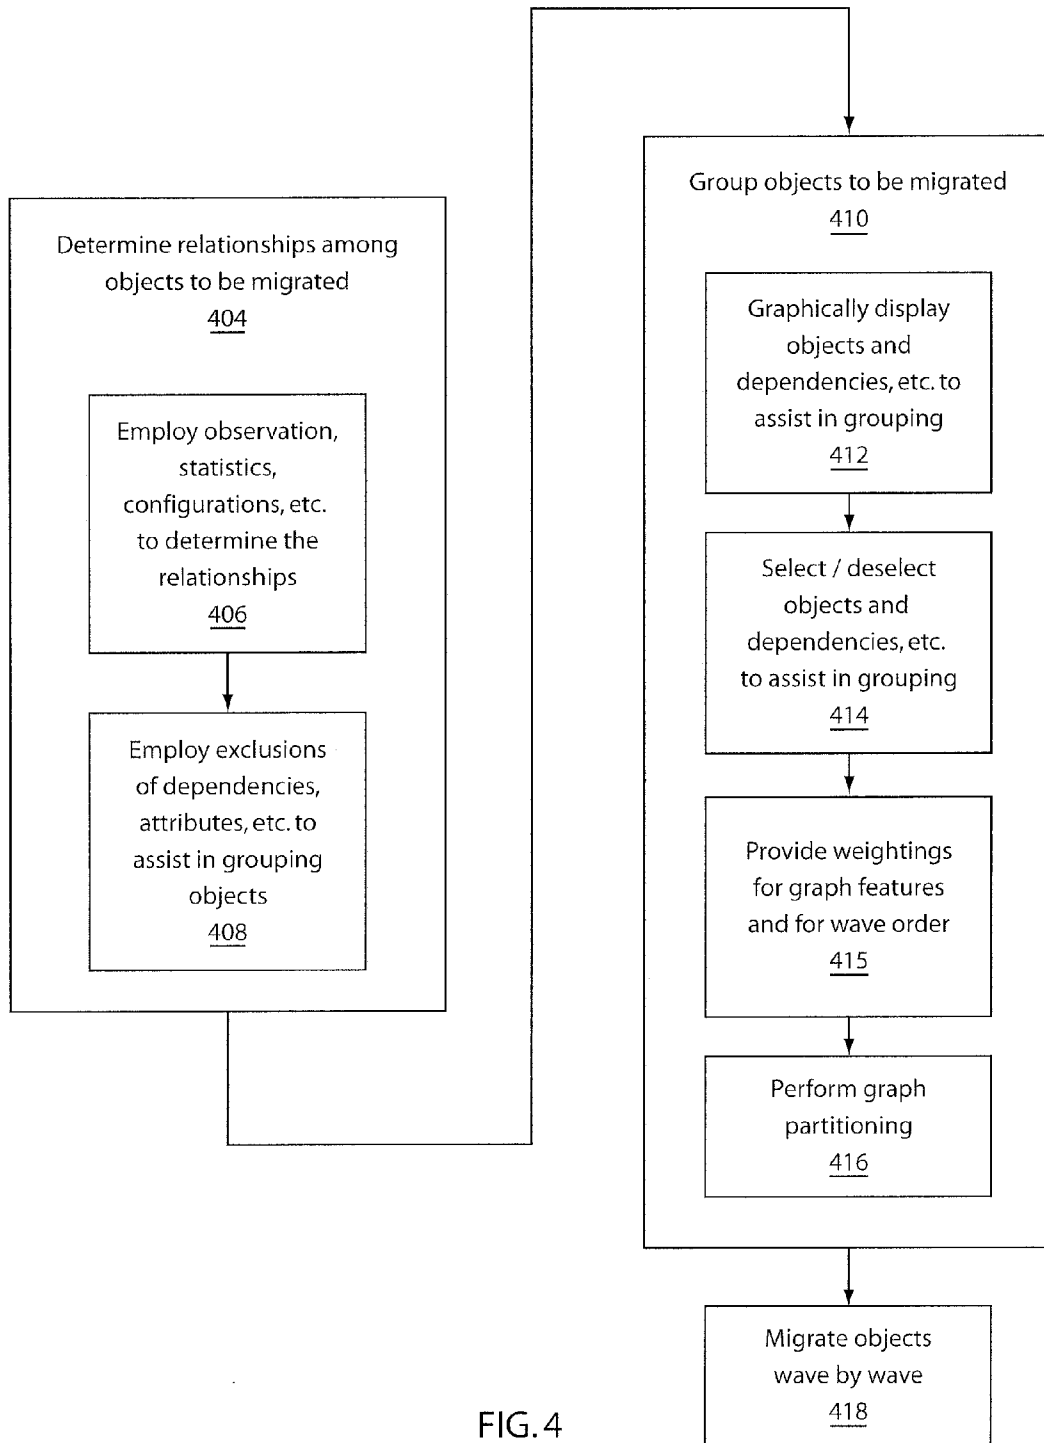 Determine relationships among
objects to be migrated
404
Employ observation,
statistics,
configurations, etc.
to determine the
relationships
406
Employ exclusions
of dependencies,
attributes, etc. to
assist in grouping
objects
408
Group objects to be migrated
410
Graphically display
objects and
dependencies, etc. to
assist in grouping
412
Select / deselect
objects and
dependencies, etc.
to assist in grouping
414
Provide weightings
for graph features
and for wave order
415
Perform graph
partitioning
416
Migrate objects
wave by wave
418
FIG. 4